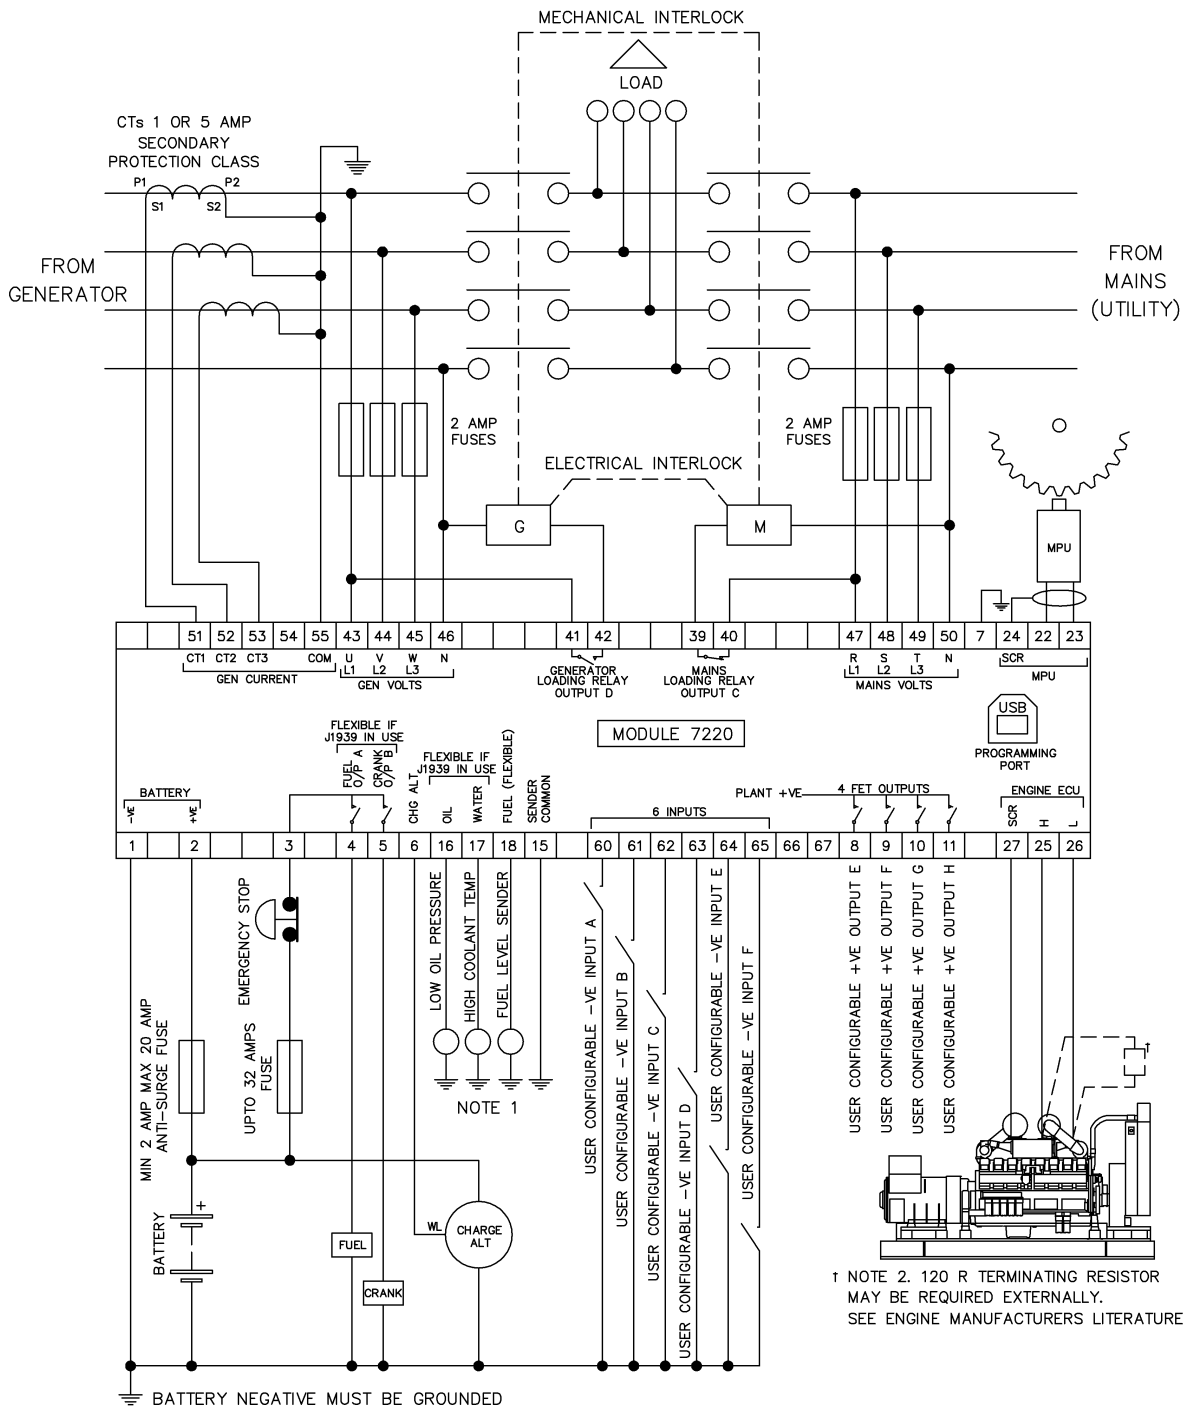 MECHANICAL INTERLOCK
LOAD
CTs 1 OR 5 AMP
SECONDARY
PROTECTION CLASS
P1
P2
S1
S2
FROM
GENERATOR
FROM
MAINS
(UTILITY)
2 AMP
FUSES
2 AMP
FUSES
ELECTRICAL INTERLOCK
G
M
MPU
51 52 53 54 55 43 44 45 46 41 42 39 40 47 48 49 50 7 24 22 23
CT1 CT2 CT3 COM
GEN CURRENT
U V W N
L1 L2 L3
GEN VOLTS
GENERATOR
LOADING RELAY
OUTPUT D
MAINS
LOADING RELAY
OUTPUT C
R S T N
L1 L2 L3
MAINS VOLTS
SCR
MPU
MODULE 7220
USB
PROGRAMMING
PORT
BATTERY
-VE
+VE
FLEXIBLE IF
J1939 IN USE
FUEL
O/P A
CRANK
O/P B
CHG ALT
FLEXIBLE IF
J1939 IN USE
OIL
WATER
FUEL (FLEXIBLE)
SENDER
COMMON
6 INPUTS
PLANT +VE
4 FET OUTPUTS
ENGINE ECU
SCR
H
L
1 2 3 4 5 6 16 17 18 15 60 61 62 63 64 65 66 67 8 9 10 11 27 25 26
MIN 2 AMP MAX 20 AMP
ANTI-SURGE FUSE
EMERGENCY STOP
UPTO 32 AMPS
FUSE
LOW OIL PRESSURE
HIGH COOLANT TEMP
FUEL LEVEL SENDER
NOTE 1
USER CONFIGURABLE -VE INPUT A
USER CONFIGURABLE -VE INPUT B
USER CONFIGURABLE -VE INPUT C
USER CONFIGURABLE -VE INPUT D
USER CONFIGURABLE -VE INPUT E
USER CONFIGURABLE -VE INPUT F
USER CONFIGURABLE +VE OUTPUT E
USER CONFIGURABLE +VE OUTPUT F
USER CONFIGURABLE +VE OUTPUT G
USER CONFIGURABLE +VE OUTPUT H
†
BATTERY
+
FUEL
CRANK
WL
CHARGE
ALT
† NOTE 2. 120 R TERMINATING RESISTOR
MAY BE REQUIRED EXTERNALLY.
SEE ENGINE MANUFACTURERS LITERATURE
BATTERY NEGATIVE MUST BE GROUNDED